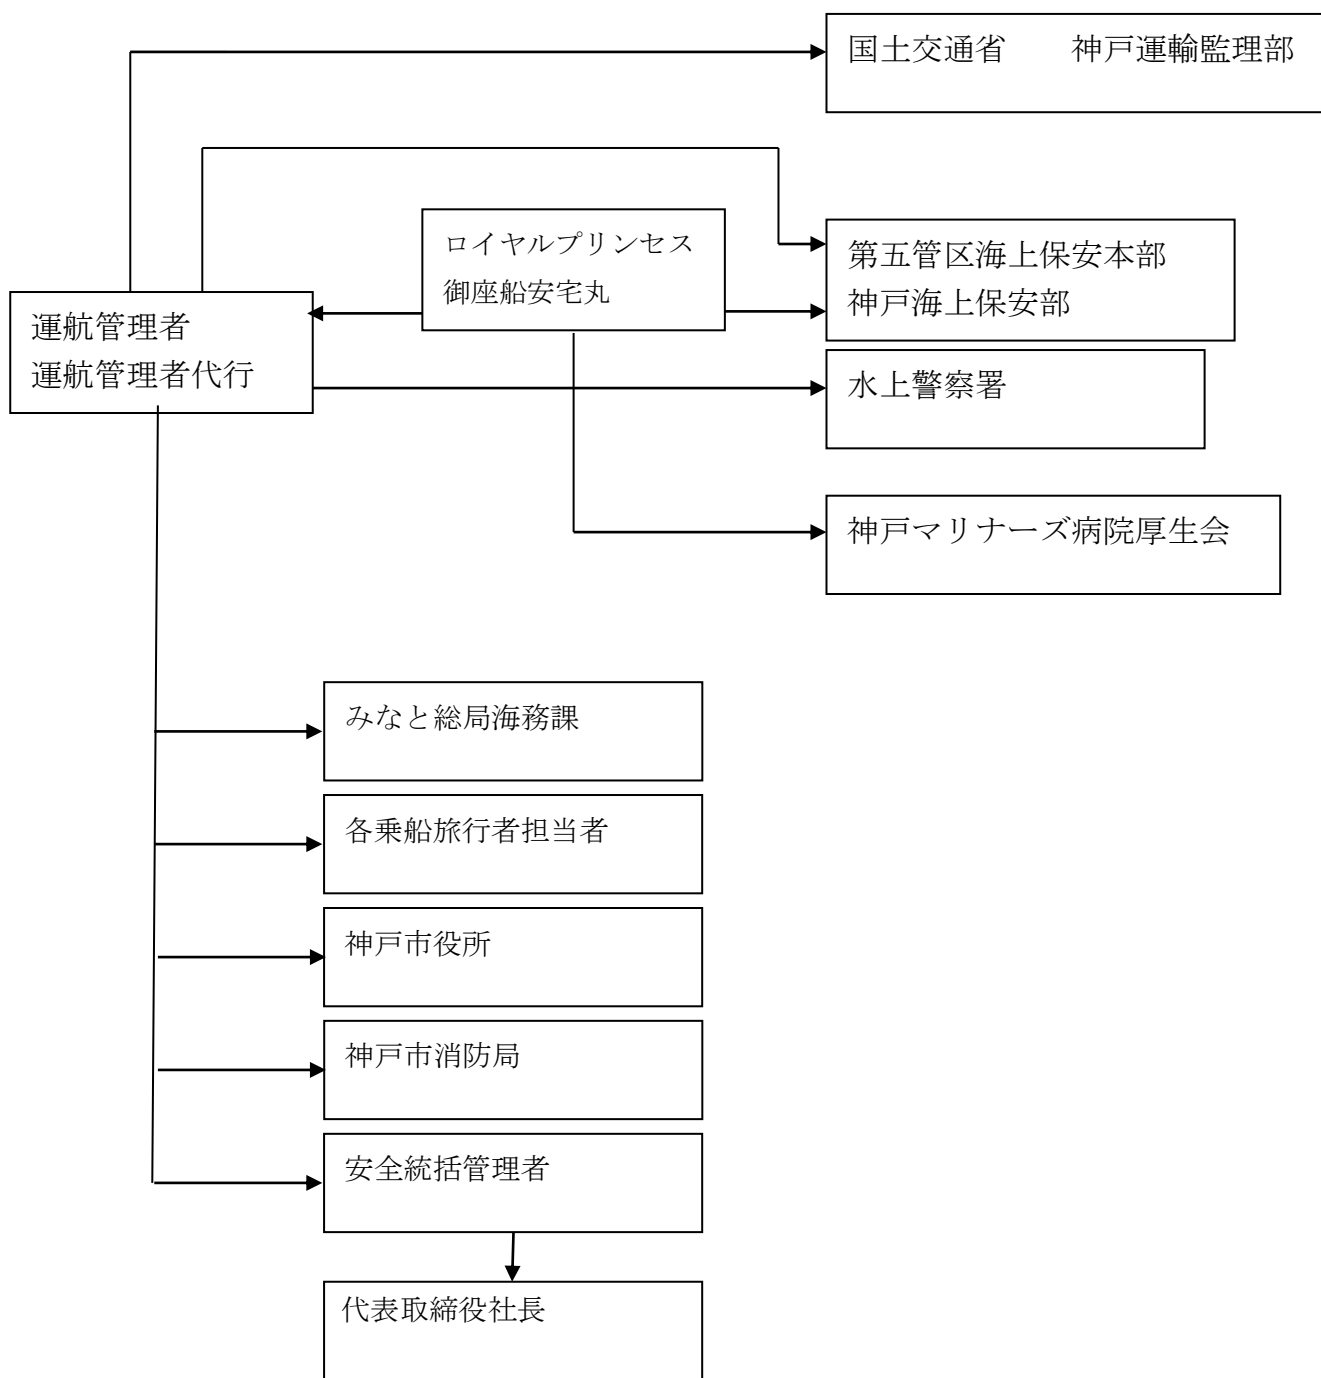 国土交通省　　神戸運輸監理部
ロイヤルプリンセス
御座船安宅丸
第五管区海上保安本部
神戸海上保安部
運航管理者
運航管理者代行
水上警察署
神戸マリナーズ病院厚生会
みなと総局海務課
各乗船旅行者担当者
神戸市役所
神戸市消防局
安全統括管理者
代表取締役社長